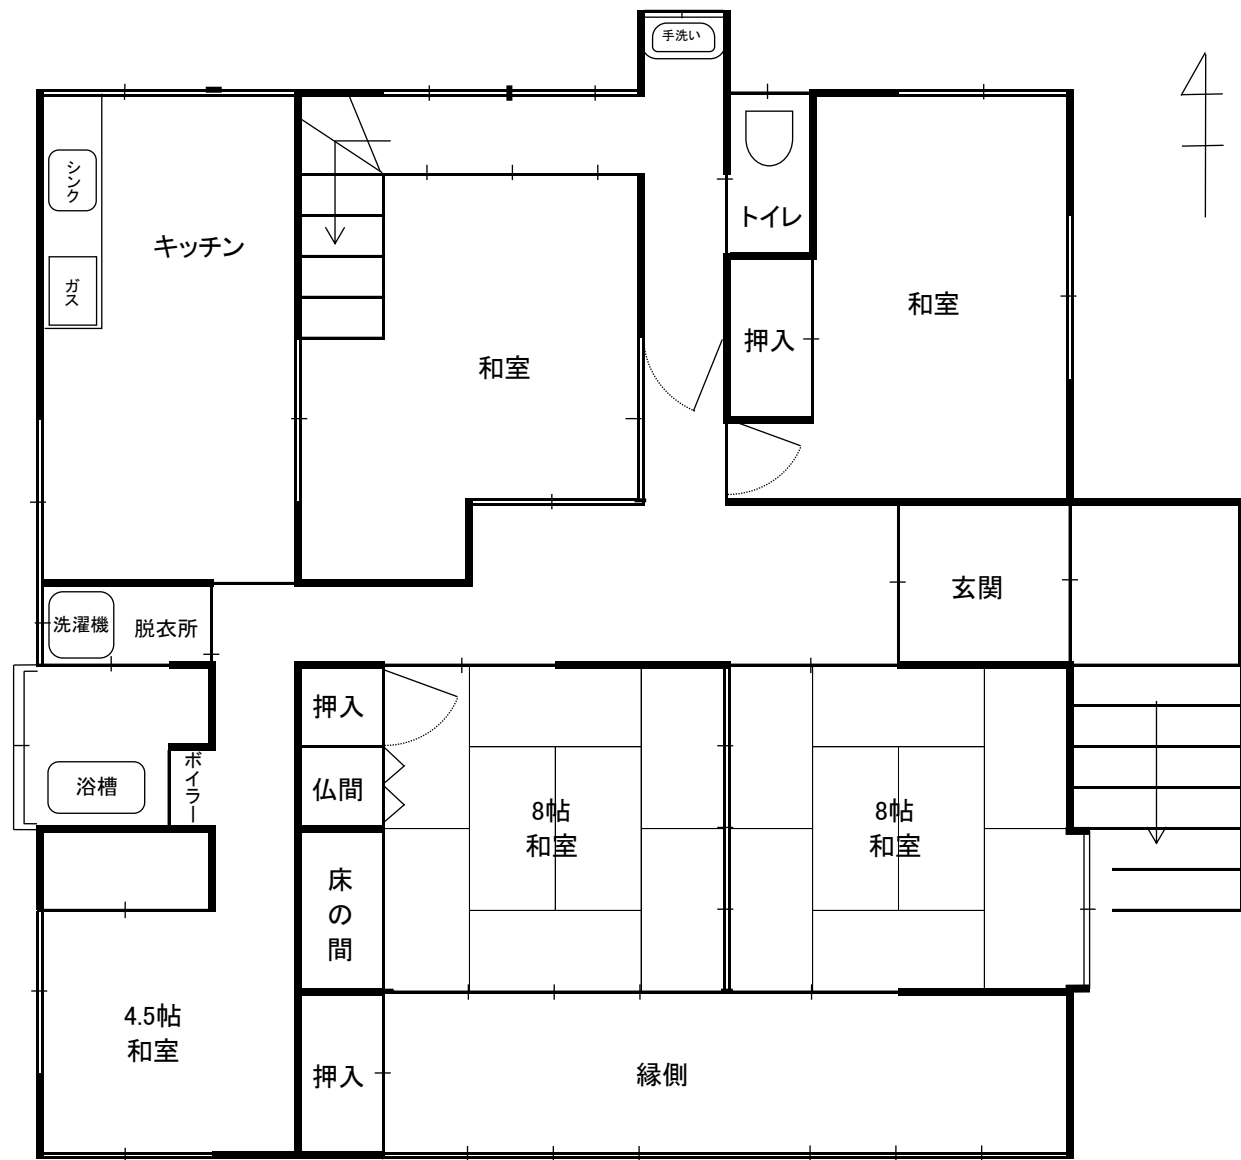 手洗い
シンク
キッチン
トイレ
ガス
押入
和室
和室
玄関
洗濯機
脱衣所
押入
ボイラー
浴槽
仏間
8帖
和室
8帖
和室
床の間
4.5帖
和室
押入
縁側